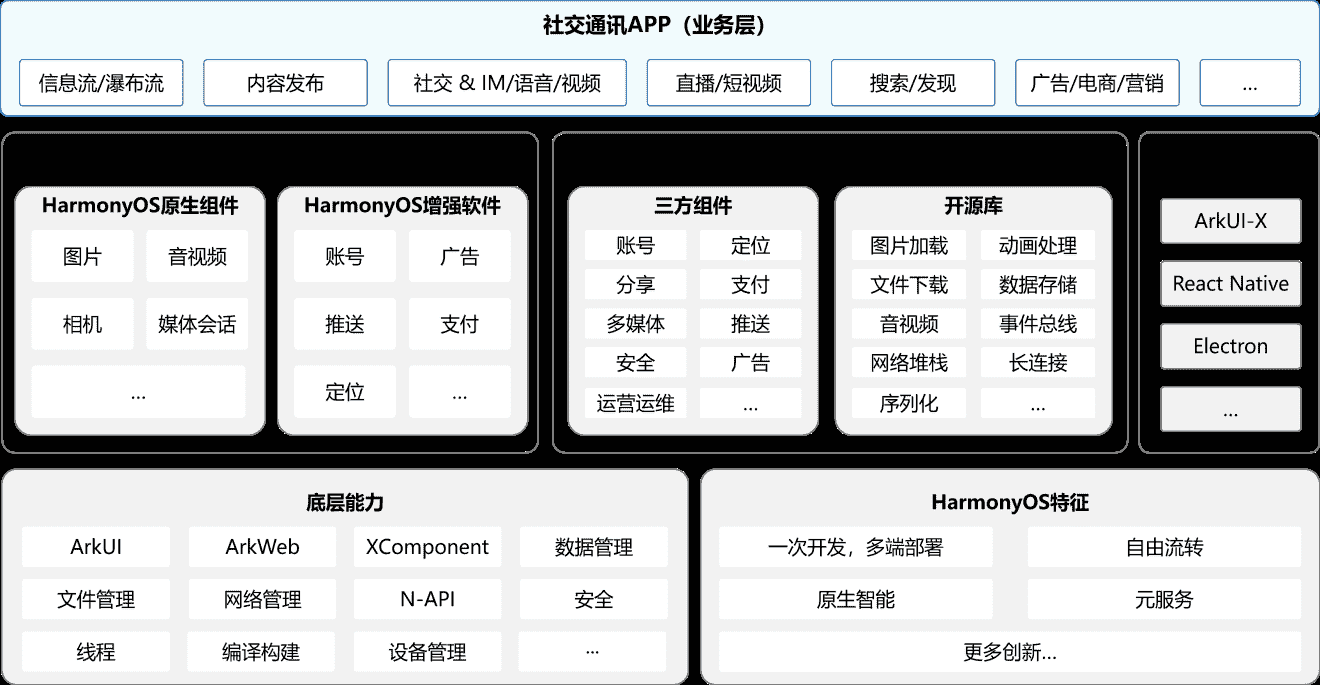 社交通讯APP（业务层）
信息流/瀑布流
内容发布
社交 & IM/语音/视频
直播/短视频
搜索/发现
广告/电商/营销
...
HarmonyOS原生组件
图片
音视频
相机
媒体会话
...
HarmonyOS增强软件
账号
广告
推送
支付
定位
...
三方组件
账号
定位
分享
支付
多媒体
推送
安全
广告
运营运维
...
开源库
图片加载
动画处理
文件下载
数据存储
音视频
事件总线
网络堆栈
长连接
序列化
...
ArkUI-X
React Native
Electron
...
底层能力
ArkUI
ArkWeb
XComponent
数据管理
文件管理
网络管理
N-API
安全
线程
编译构建
设备管理
...
HarmonyOS特征
一次开发，多端部署
自由流转
原生智能
元服务
更多创新...